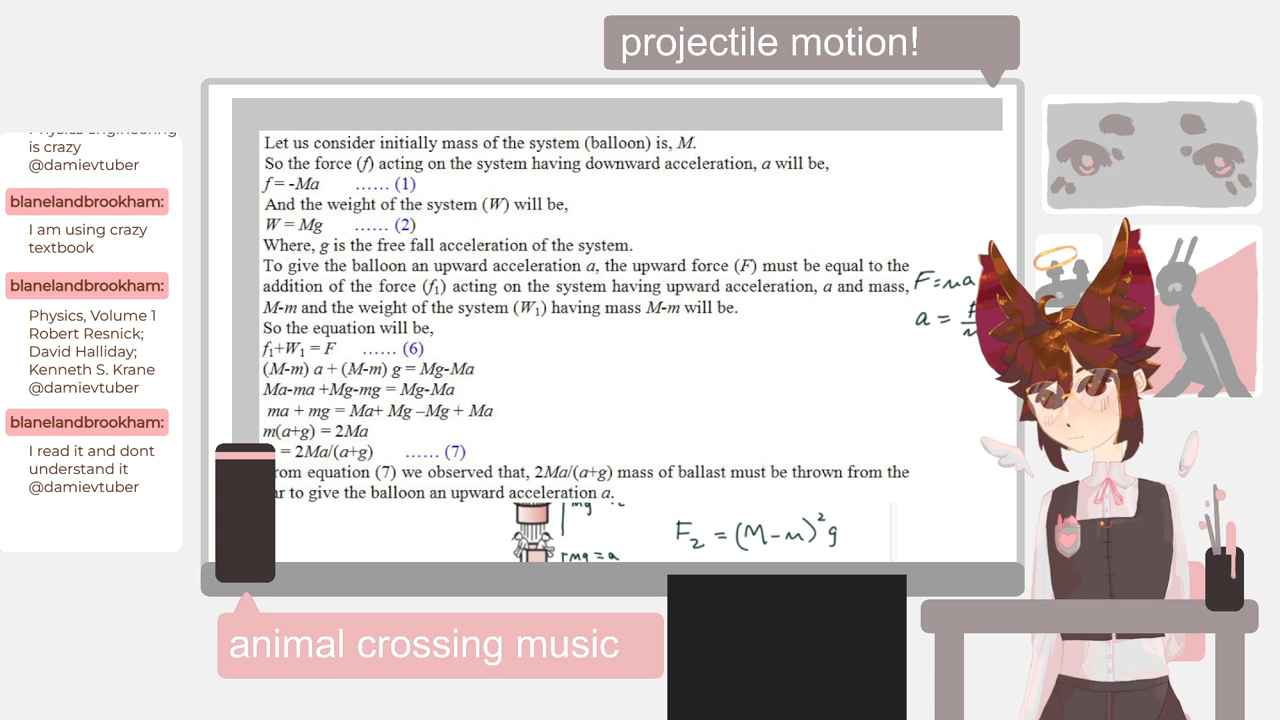 projectile motion!
Physics engineering
is crazy
@damievtuber
blanelandbrookham:
I am using crazy
textbook
blanelandbrookham:
Physics, Volume 1
Robert Resnick;
David Halliday;
Kenneth S. Krane
@damievtuber
blanelandbrookham:
I read it and dont
understand it
@damievtuber
Let us consider initially mass of the system (balloon) is, M.
So the force (f) acting on the system having downward acceleration, a will be,
f = -Ma ...... (1)
And the weight of the system (W) will be,
W = Mg ...... (2)
Where, g is the free fall acceleration of the system.
To give the balloon an upward acceleration a, the upward force (F) must be equal to the
addition of the force (f₁) acting on the system having upward acceleration, a and mass,
M-m and the weight of the system (W₁) having mass M-m will be.
So the equation will be,
f₁+W₁ = F ...... (6)
(M-m) a + (M-m) g = Mg-Ma
Ma-ma +Mg-mg = Mg-Ma
ma + mg = Ma+ Mg –Mg + Ma
m(a+g) = 2Ma
= 2Ma/(a+g) ...... (7)
rom equation (7) we observed that, 2Ma/(a+g) mass of ballast must be thrown from the
ar to give the balloon an upward acceleration a.
F=ma
a =
mg
F₂ = (M-m)²g
mg = a
animal crossing music